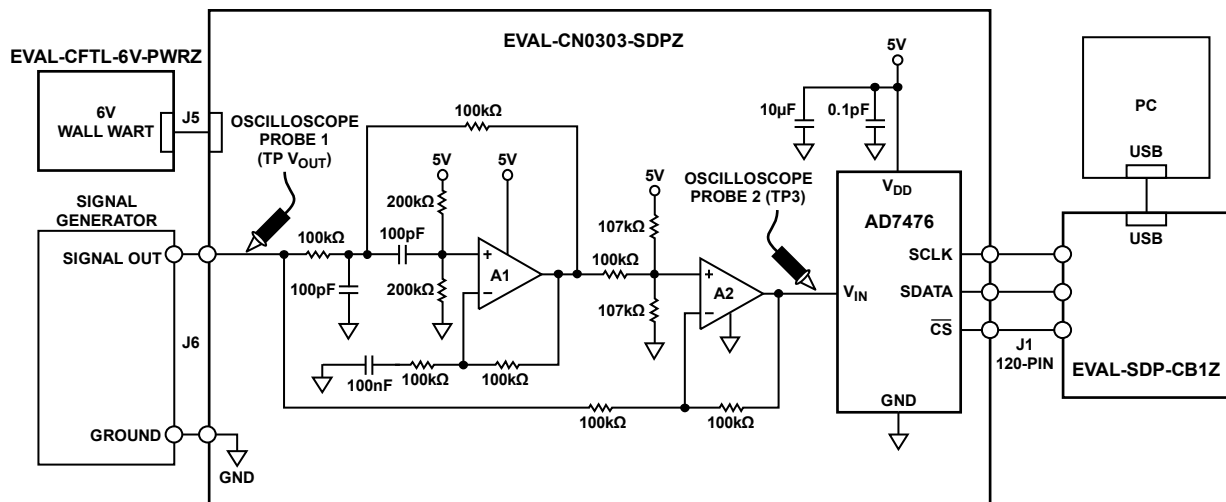 EVAL-CN0303-SDPZ
EVAL-CFTL-6V-PWRZ
6V
WALL WART
J5
OSCILLOSCOPE
PROBE 1
(TP VOUT)
SIGNAL
GENERATOR
SIGNAL OUT
J6
GROUND
GND
100kΩ
5V
5V
200kΩ
100kΩ
100pF
100pF
200kΩ
+
A1
−
100nF
100kΩ
100kΩ
100kΩ
5V
107kΩ
107kΩ
+
A2
−
100kΩ
100kΩ
OSCILLOSCOPE
PROBE 2 (TP3)
5V
10µF
0.1pF
VDD
AD7476
VIN
SCLK
SDATA
CS
GND
J1
120-PIN
PC
USB
USB
EVAL-SDP-CB1Z